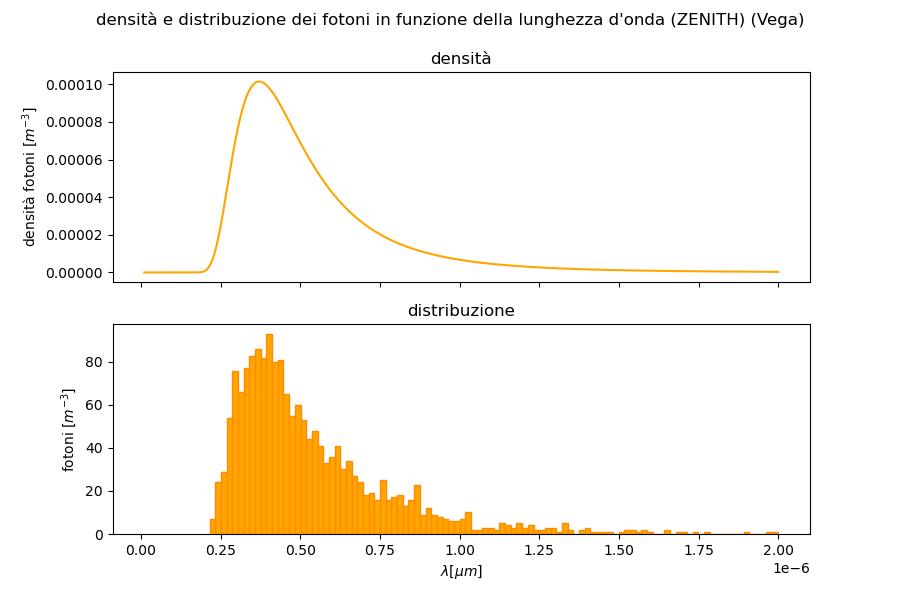 densità e distribuzione dei fotoni in funzione della lunghezza d'onda (ZENITH) (Vega)
densità
densità fotoni [m⁻³]
0.00010
0.00008
0.00006
0.00004
0.00002
0.00000
distribuzione
fotoni [m⁻³]
80
60
40
20
0
0.00 0.25 0.50 0.75 1.00 1.25 1.50 1.75 2.00
1e−6
λ[μm]